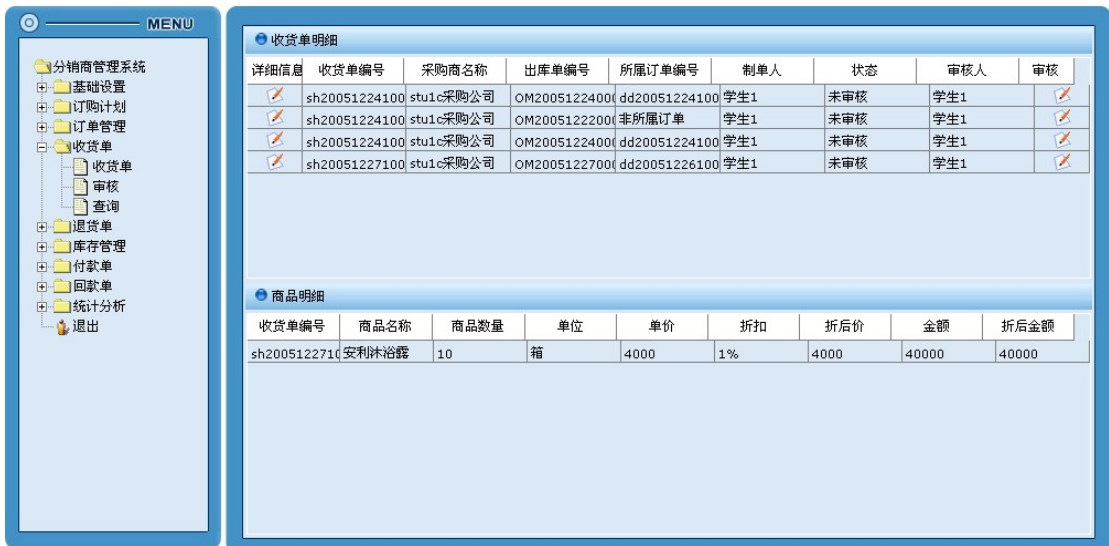 MENU
分销商管理系统
基础设置
订购计划
订单管理
收货单
收货单
审核
查询
退货单
库存管理
付款单
回款单
统计分析
退出
收货单明细
详细信息 收货单编号 采购商名称 出库单编号 所属订单编号 制单人 状态 审核人 审核
sh20051224100 stu1c采购公司 OM20051224000 dd20051224100 学生1 未审核 学生1
sh20051224100 stu1c采购公司 OM20051222000 非所属订单 学生1 未审核 学生1
sh20051224100 stu1c采购公司 OM20051224000 dd20051224100 学生1 未审核 学生1
sh20051227100 stu1c采购公司 OM20051227000 dd20051226100 学生1 未审核 学生1
商品明细
收货单编号 商品名称 商品数量 单位 单价 折扣 折后价 金额 折后金额
sh200512271 安利沐浴露 10 箱 4000 1% 4000 40000 40000